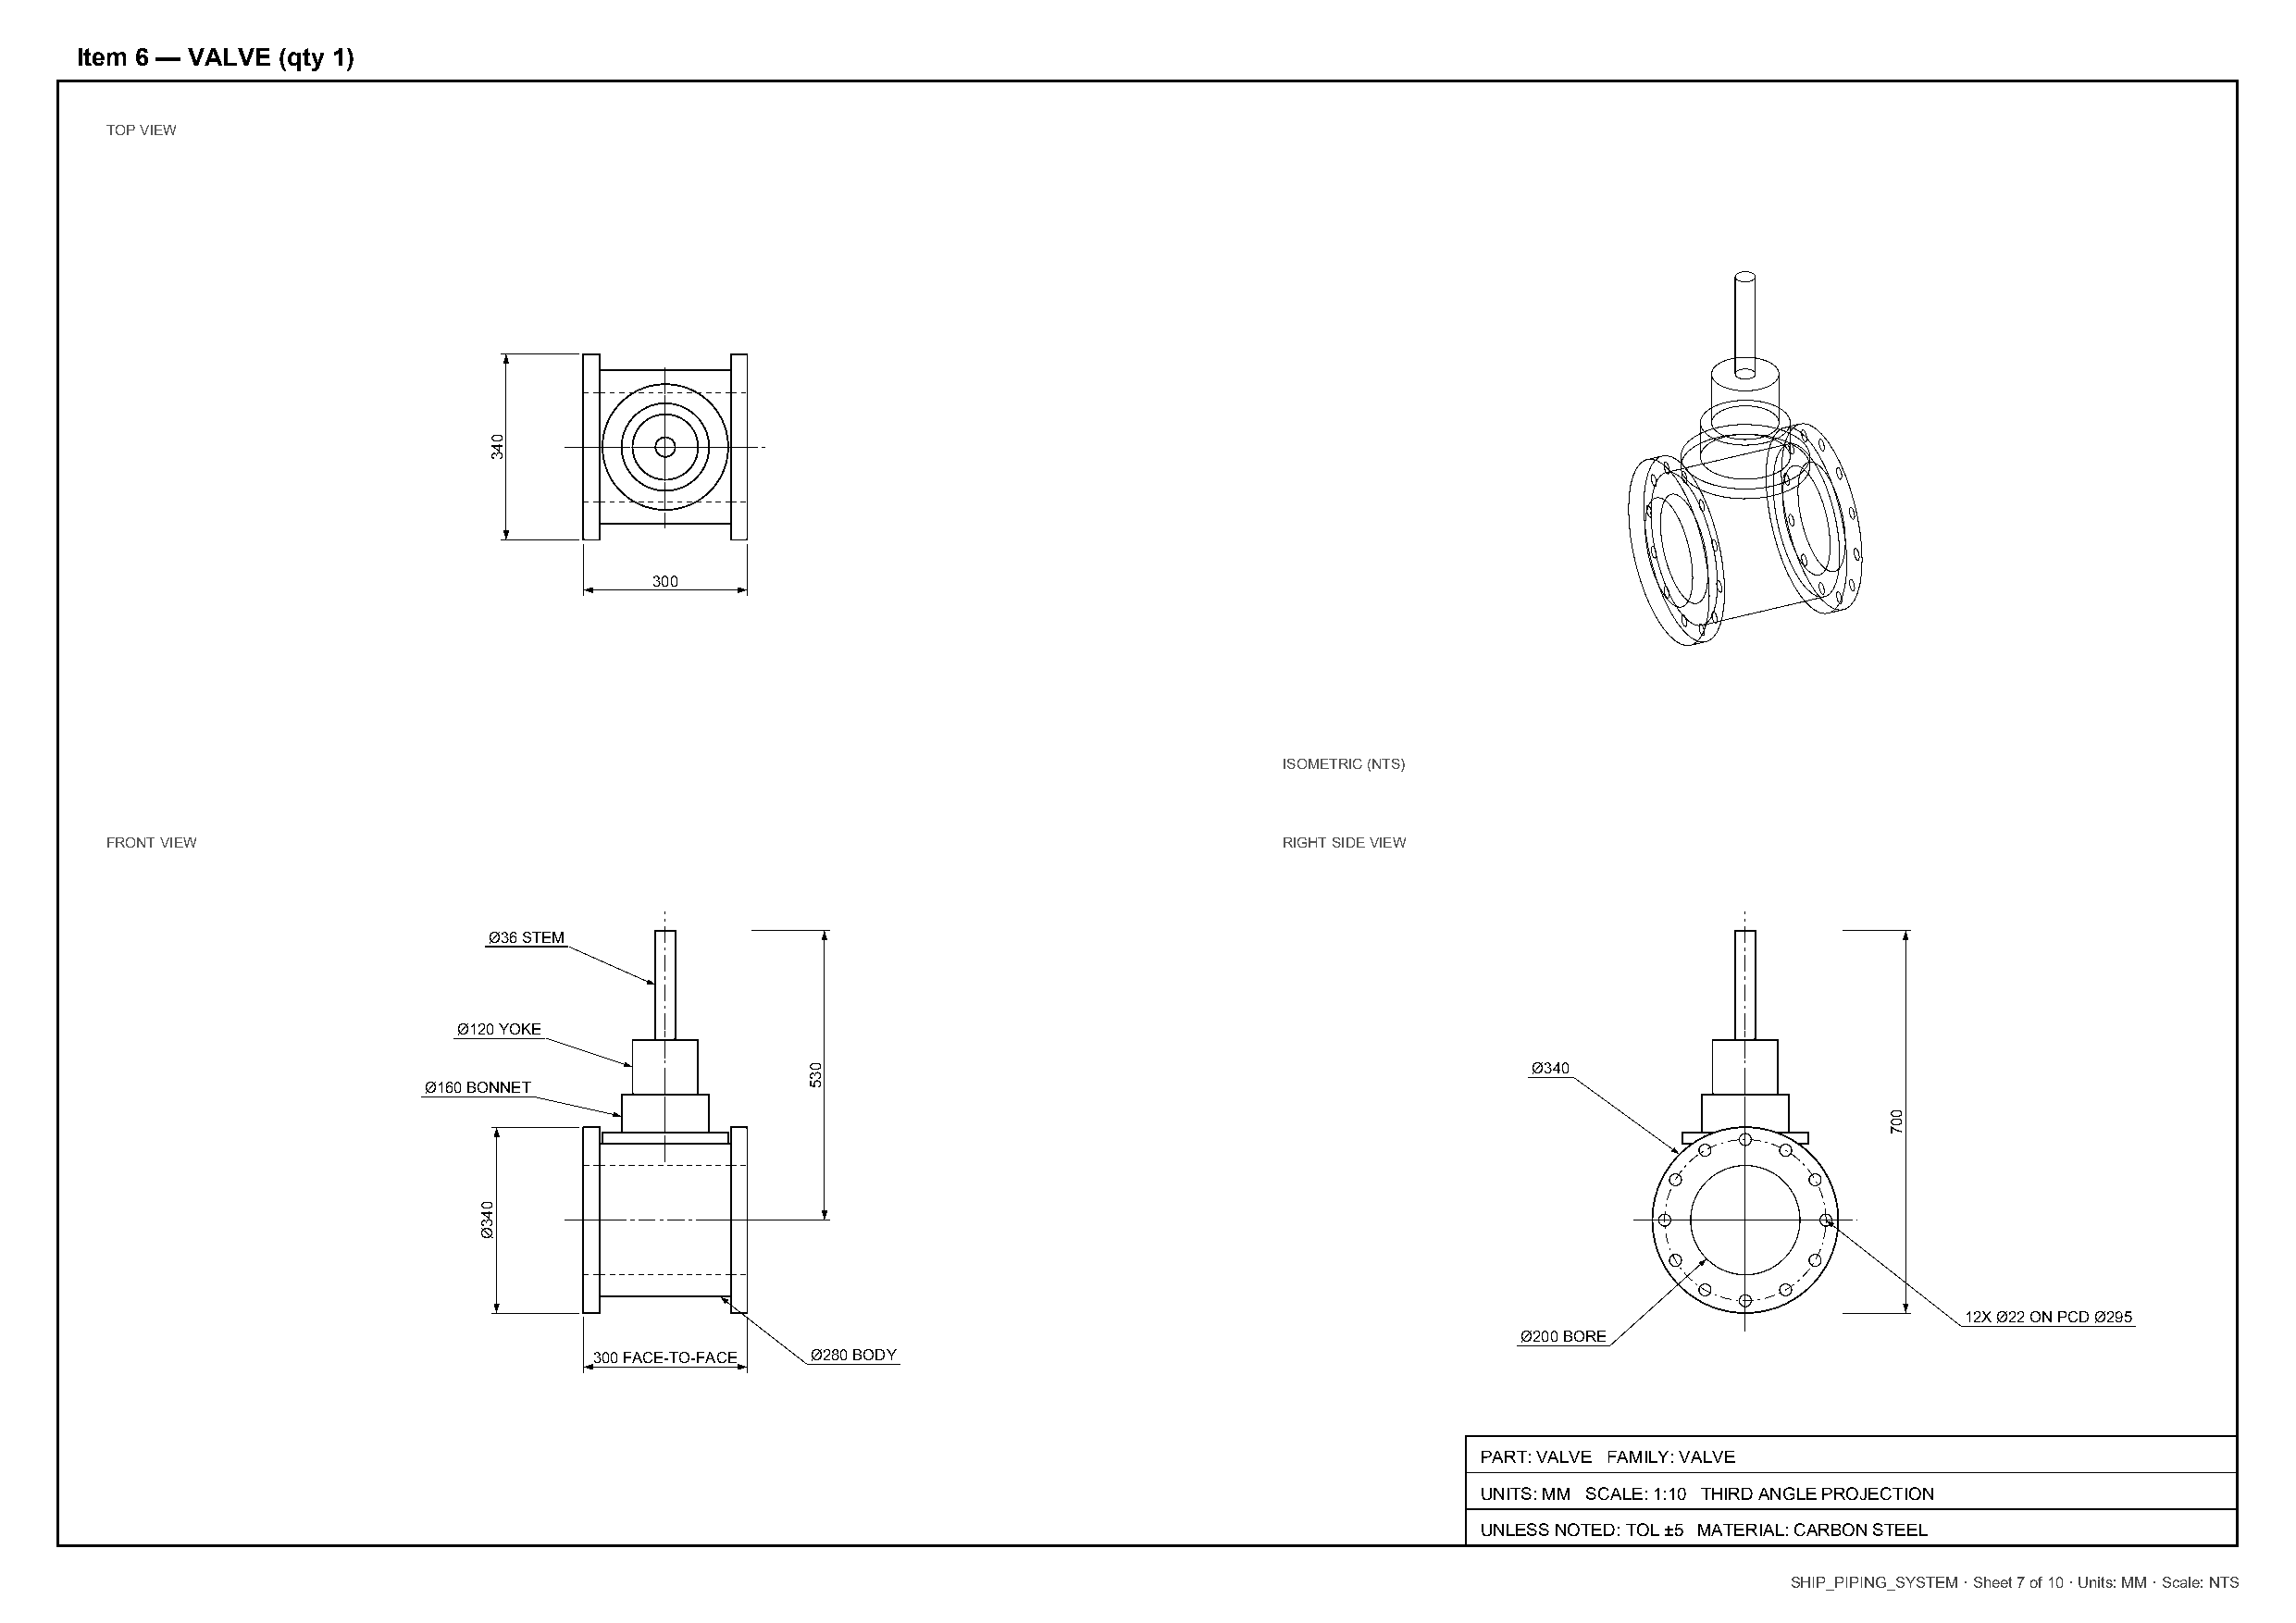 Item 6 — VALVE (qty 1)
TOP VIEW
340
300
ISOMETRIC (NTS)
FRONT VIEW
RIGHT SIDE VIEW
Ø36 STEM
Ø120 YOKE
Ø160 BONNET
530
Ø340
300 FACE-TO-FACE
Ø280 BODY
Ø340
700
12X Ø22 ON PCD Ø295
Ø200 BORE
PART: VALVE FAMILY: VALVE
UNITS: MM SCALE: 1:10 THIRD ANGLE PROJECTION
UNLESS NOTED: TOL ±5 MATERIAL: CARBON STEEL
SHIP_PIPING_SYSTEM · Sheet 7 of 10 · Units: MM · Scale: NTS